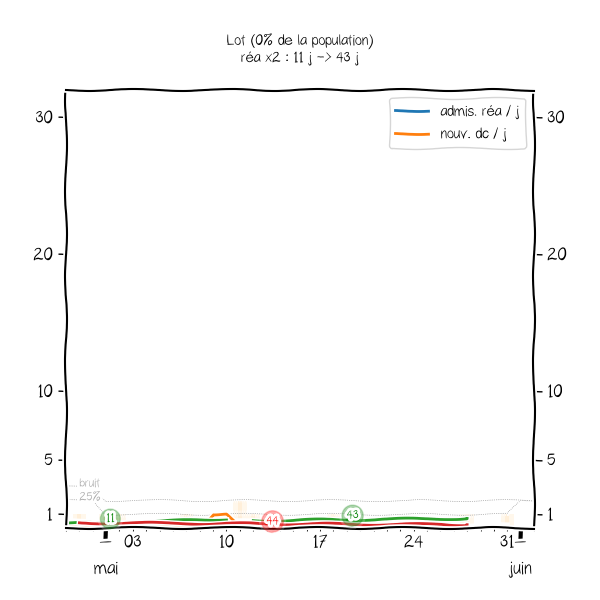 Lot (0% de la population)
réa x2 : 11 j -> 43 j
admis. réa / j
nouv. dc / j
30
30
20
20
10
10
5
5
bruit
25%
1
1
11
44
43
03
10
17
24
31
mai
juin